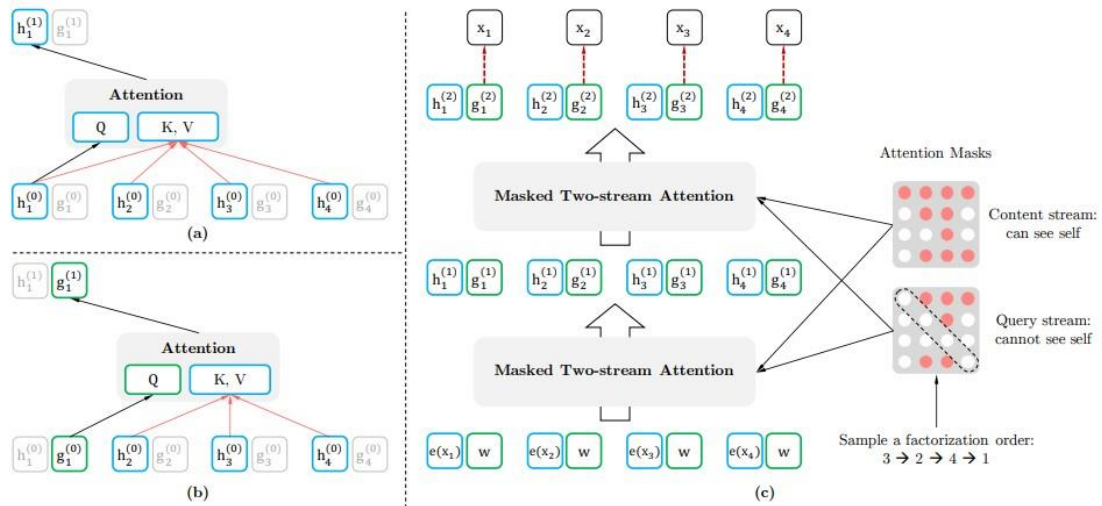 h₁⁽¹⁾ g₁⁽¹⁾
Attention
Q K, V
h₁⁽⁰⁾ g₁⁽⁰⁾ h₂⁽⁰⁾ g₂⁽⁰⁾ h₃⁽⁰⁾ g₃⁽⁰⁾ h₄⁽⁰⁾ g₄⁽⁰⁾
(a)
h₁⁽¹⁾ g₁⁽¹⁾
Attention
Q K, V
h₁⁽⁰⁾ g₁⁽⁰⁾ h₂⁽⁰⁾ g₂⁽⁰⁾ h₃⁽⁰⁾ g₃⁽⁰⁾ h₄⁽⁰⁾ g₄⁽⁰⁾
(b)
x₁ x₂ x₃ x₄
h₁⁽²⁾ g₁⁽²⁾ h₂⁽²⁾ g₂⁽²⁾ h₃⁽²⁾ g₃⁽²⁾ h₄⁽²⁾ g₄⁽²⁾
Masked Two-stream Attention
h₁⁽¹⁾ g₁⁽¹⁾ h₂⁽¹⁾ g₂⁽¹⁾ h₃⁽¹⁾ g₃⁽¹⁾ h₄⁽¹⁾ g₄⁽¹⁾
Masked Two-stream Attention
e(x₁) w e(x₂) w e(x₃) w e(x₄) w
(c)
Attention Masks
Content stream:
can see self
Query stream:
cannot see self
Sample a factorization order:
3 → 2 → 4 → 1